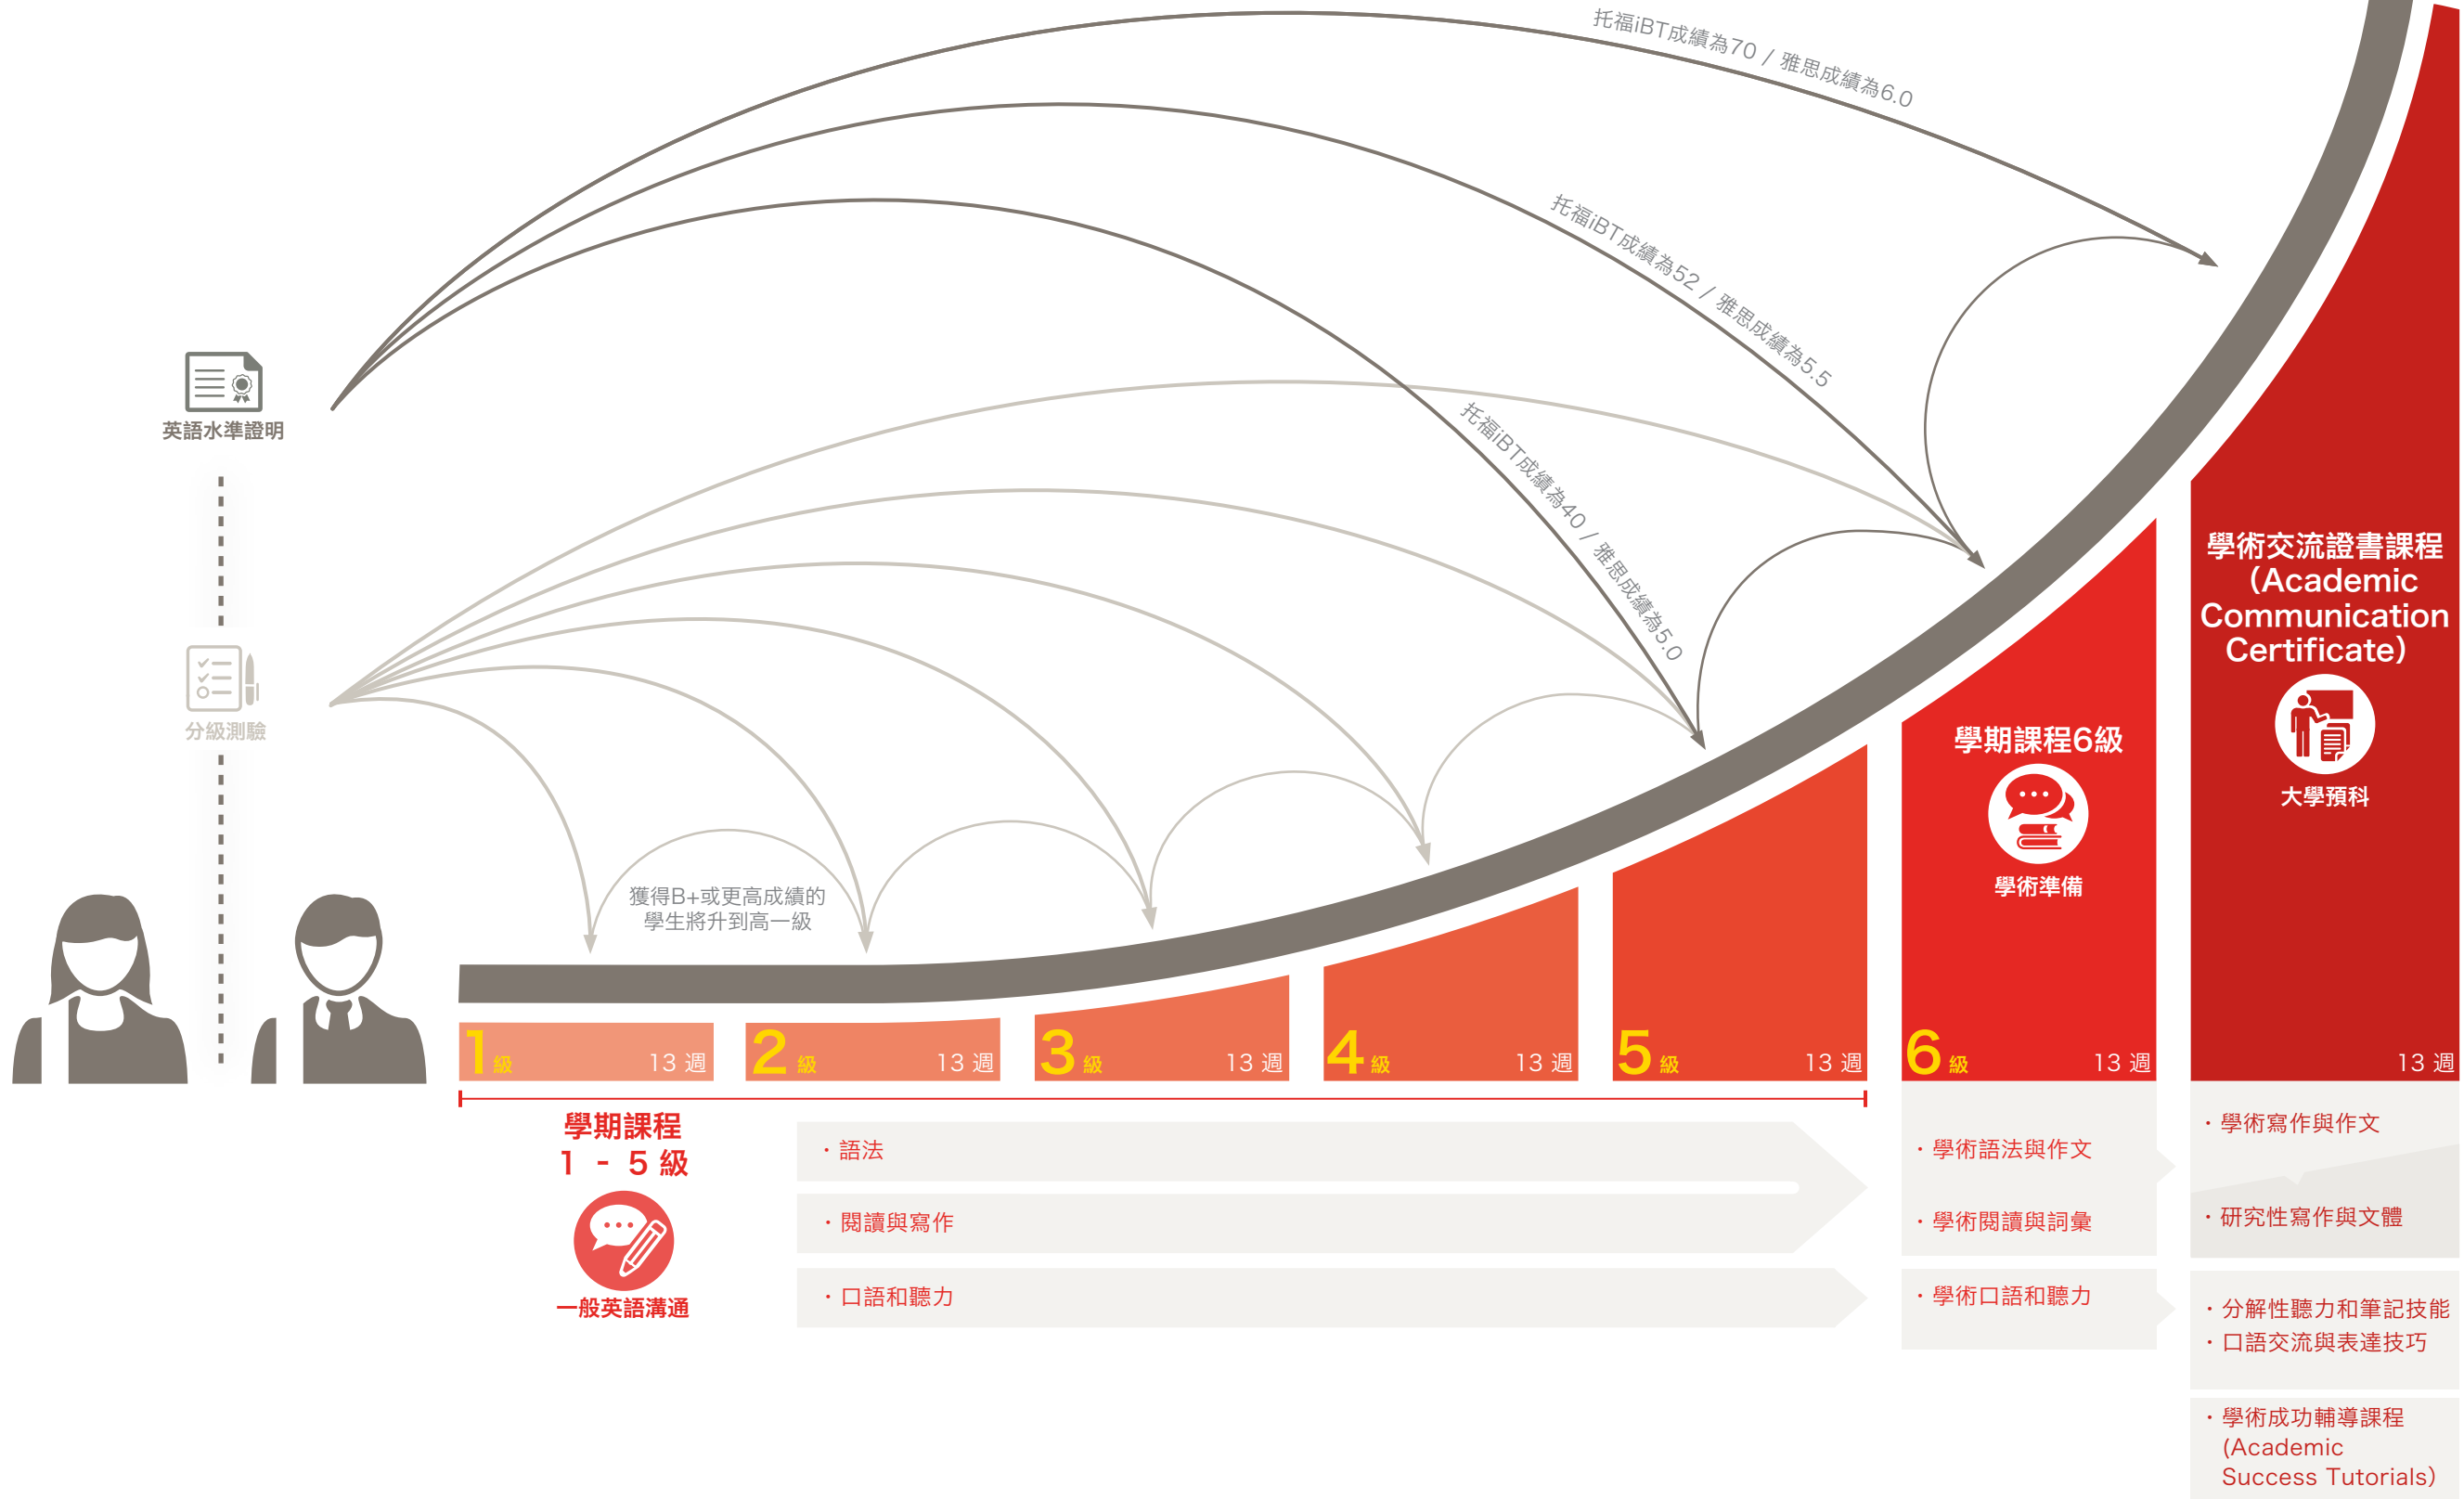 托福iBT成績為70 / 雅思成績為6.0
托福iBT成績為52 / 雅思成績為5.5
托福iBT成績為40 / 雅思成績為5.0
英語水準證明
分級測驗
獲得B+或更高成績的
學生將升到高一級
學術交流證書課程
(Academic
Communication
Certificate)
大學預科
學期課程6級
學術準備
1級 13 週
2級 13 週
3級 13 週
4級 13 週
5級 13 週
6級 13 週
13 週
學期課程
1 - 5 級
一般英語溝通
・語法
・閱讀與寫作
・口語和聽力
・學術語法與作文
・學術閱讀與詞彙
・學術口語和聽力
・學術寫作與作文
・研究性寫作與文體
・分解性聽力和筆記技能
・口語交流與表達技巧
・學術成功輔導課程
(Academic
Success Tutorials)